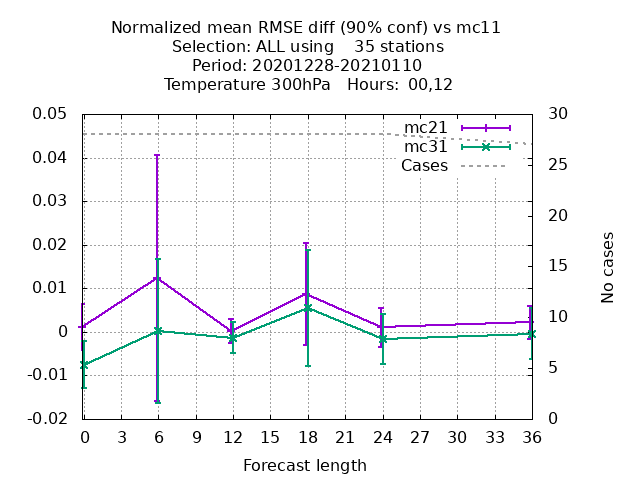 Normalized mean RMSE diff (90% conf) vs mc11
Selection: ALL using    35 stations
Period: 20201228-20210110
Temperature 300hPa   Hours: 00,12
mc21
mc31
Cases
0.05
0.04
0.03
0.02
0.01
0
-0.01
-0.02
30
25
20
15
10
5
0
No cases
0 3 6 9 12 15 18 21 24 27 30 33 36
Forecast length